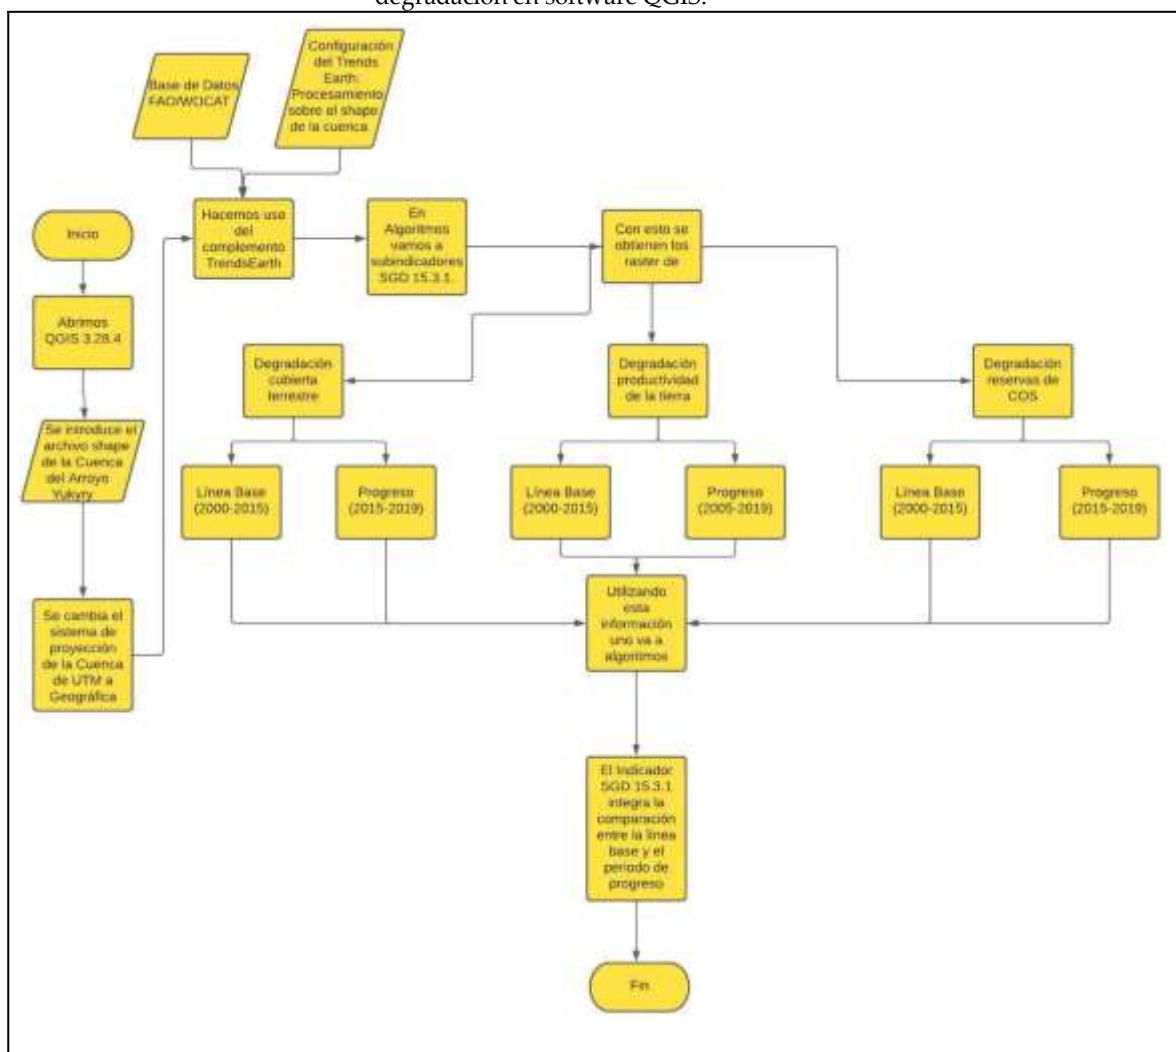 degradación en software QGIS.
Base de Datos
FAO/WOCAT
Configuración
del Trends
Earth:
Procesamiento
sobre el shape
de la cuenca
Inicio
Hacemos uso
del
complemento
TrendsEarth
En
Algoritmos
vamos a
subindicadores
SGD 15.3.1.
Con esto se
obtienen los
raster de
Abrimos
QGIS 3.28.4
Degradación
cubierta
terrestre
Degradación
productividad
de la tierra
Degradación
reservas de
COS
Se introduce el
archivo shape
de la Cuenca
del Arroyo
Yukyry
Línea Base
(2000-2015)
Progreso
(2015-2019)
Línea Base
(2000-2015)
Progreso
(2005-2019)
Línea Base
(2000-2015)
Progreso
(2015-2019)
Se cambia el
sistema de
proyección
de la Cuenca
de UTM a
Geográfica
Utilizando
esta
información
uno va a
algoritmos
El Indicador
SGD 15.3.1
integra la
comparación
entre la línea
base y el
período de
progreso
Fin